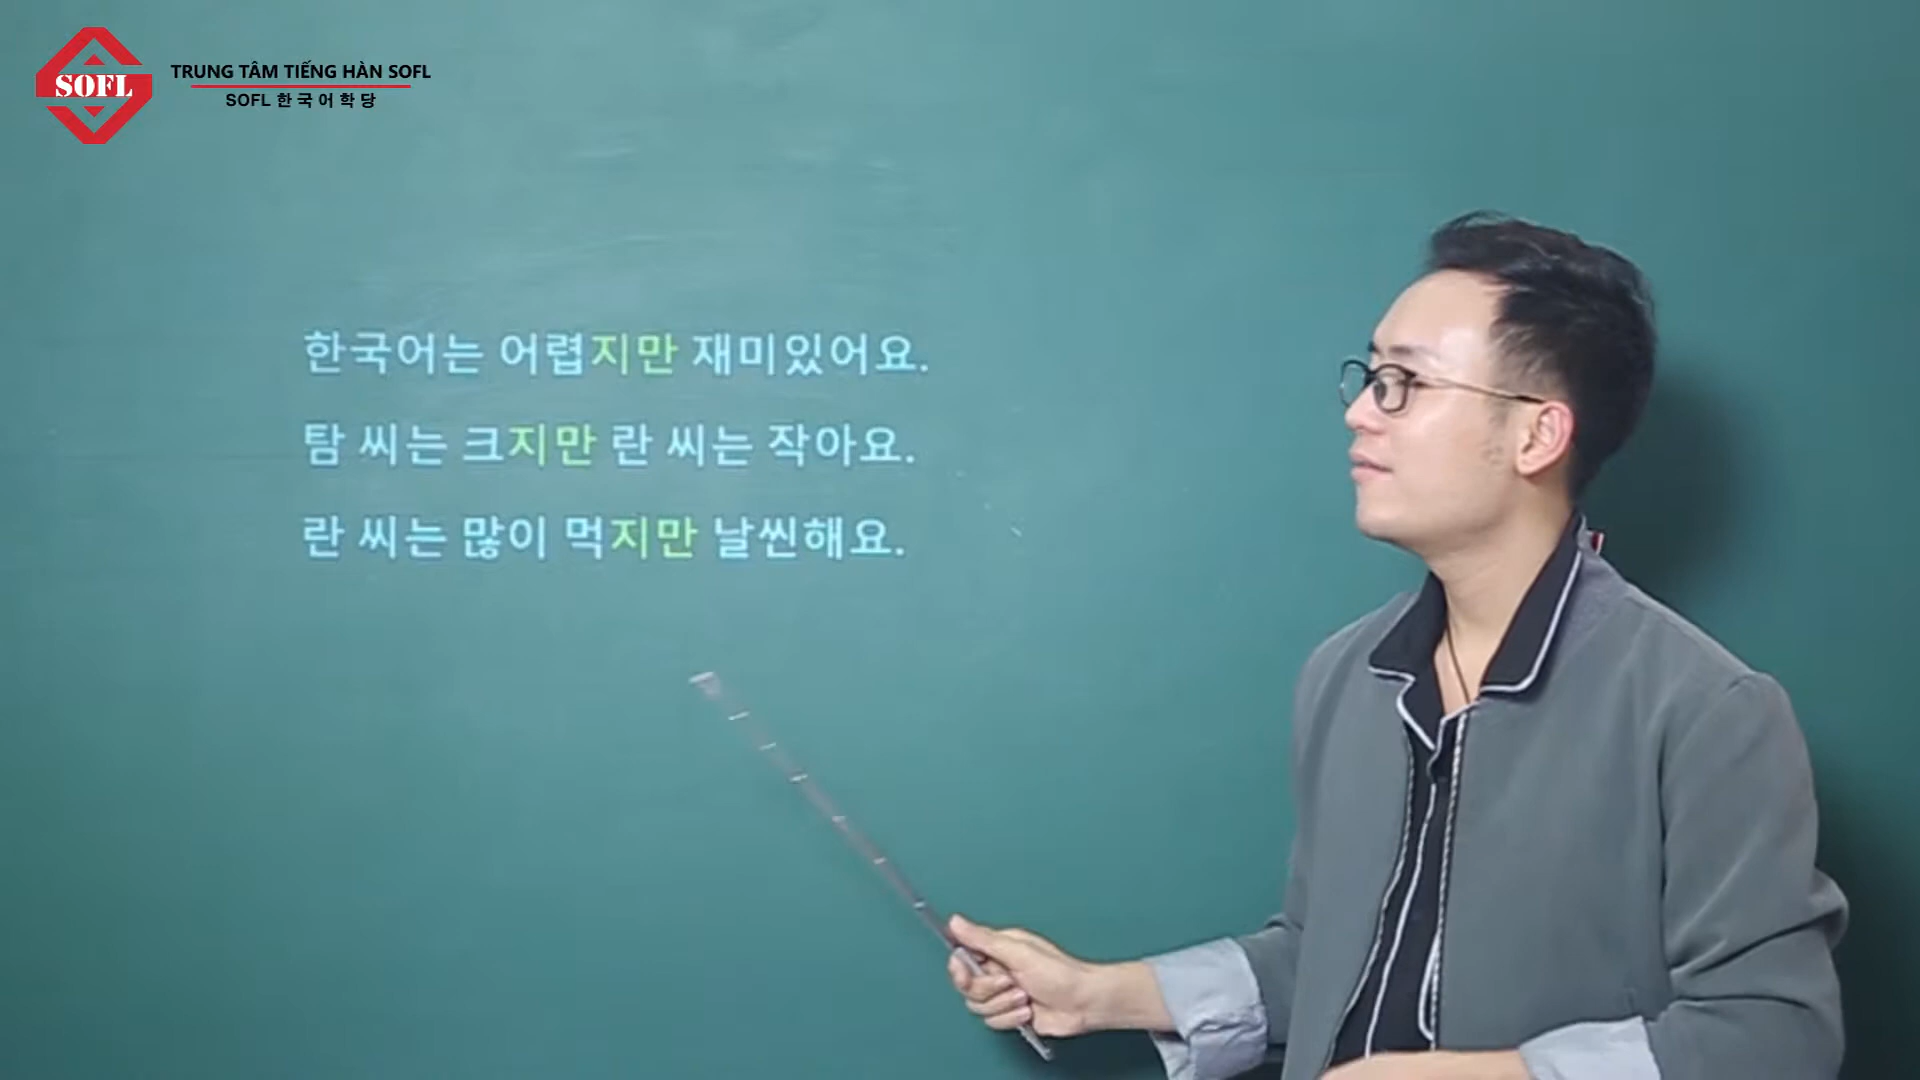 SOFL
TRUNG TÂM TIẾNG HÀN SOFL
SOFL 한국어학당
한국어는 어렵지만 재미있어요.
탐 씨는 크지만 란 씨는 작아요.
란 씨는 많이 먹지만 날씬해요.